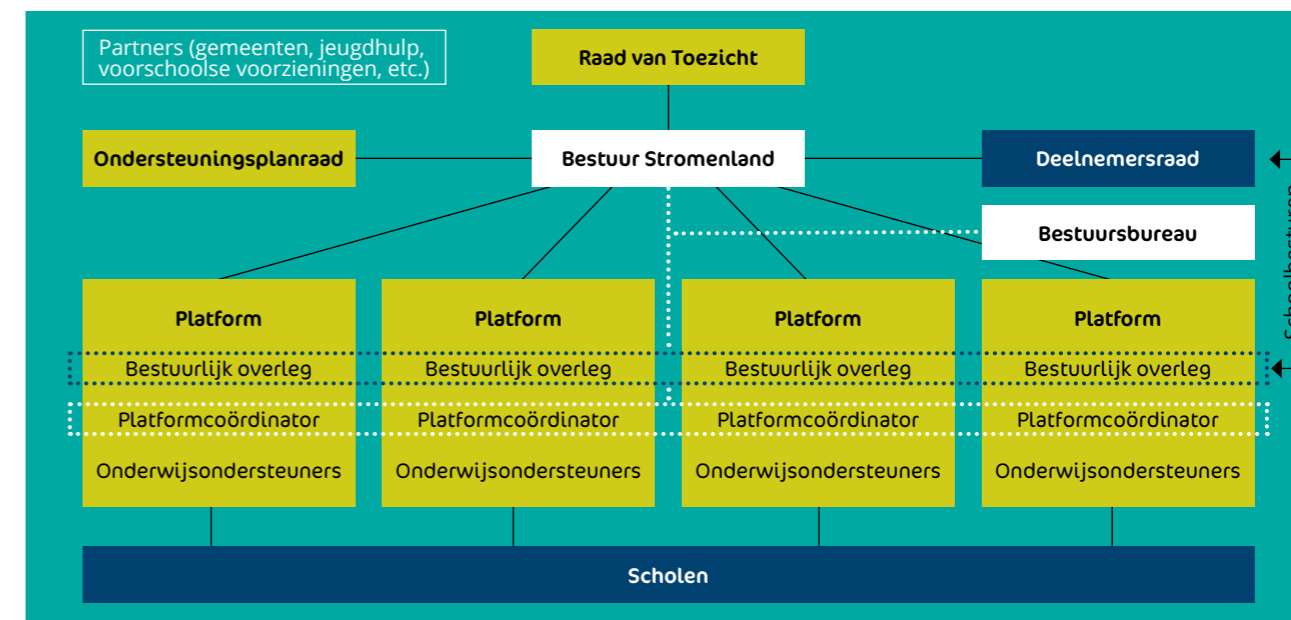 Partners (gemeenten, jeugdhulp,
voorschoolse voorzieningen, etc.)
Raad van Toezicht
Ondersteuningsplanraad
Bestuur Stromenland
Deelnemersraad
Bestuursbureau
Schoolbesturen
Platform
Platform
Platform
Platform
Bestuurlijk overleg
Bestuurlijk overleg
Bestuurlijk overleg
Bestuurlijk overleg
Platformcoördinator
Platformcoördinator
Platformcoördinator
Platformcoördinator
Onderwijsondersteuners
Onderwijsondersteuners
Onderwijsondersteuners
Onderwijsondersteuners
Scholen